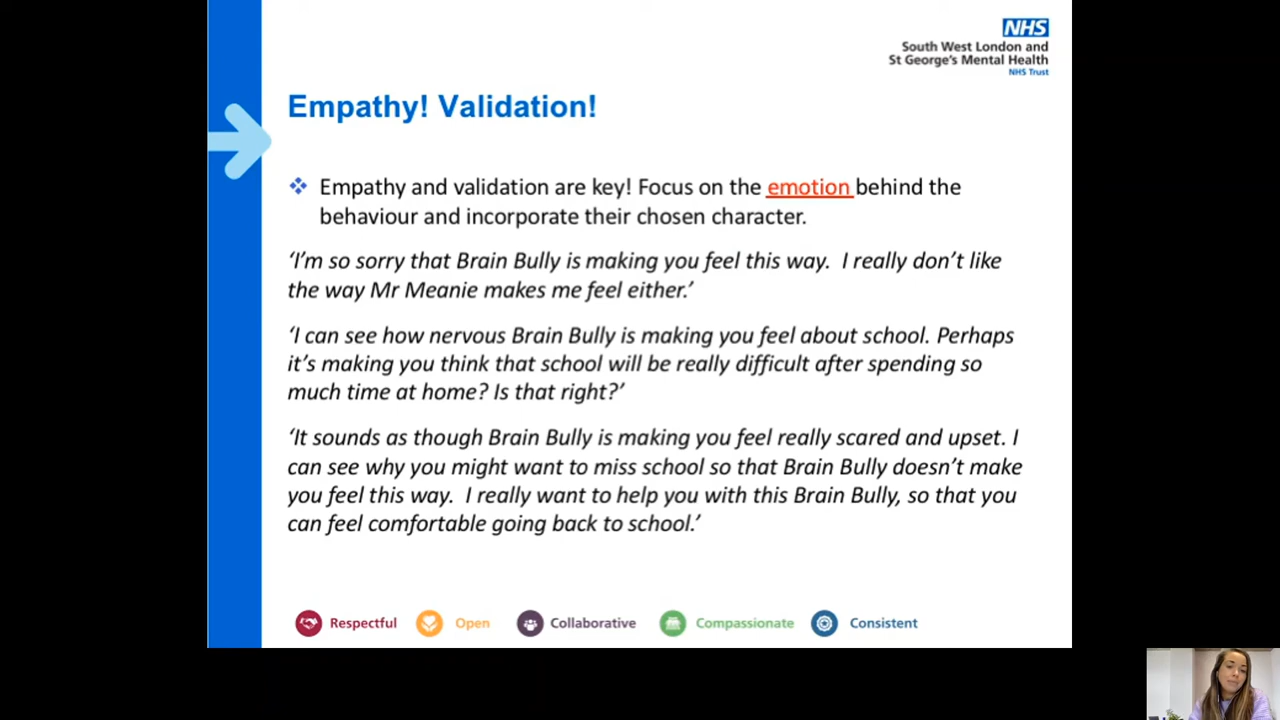 NHS
South West London and
St George's Mental Health
NHS Trust
Empathy! Validation!
Empathy and validation are key! Focus on the emotion behind the
behaviour and incorporate their chosen character.
‘I’m so sorry that Brain Bully is making you feel this way.  I really don’t like
the way Mr Meanie makes me feel either.’
‘I can see how nervous Brain Bully is making you feel about school. Perhaps
it’s making you think that school will be really difficult after spending so
much time at home? Is that right?’
‘It sounds as though Brain Bully is making you feel really scared and upset. I
can see why you might want to miss school so that Brain Bully doesn’t make
you feel this way.  I really want to help you with this Brain Bully, so that you
can feel comfortable going back to school.’
Respectful Open Collaborative Compassionate Consistent